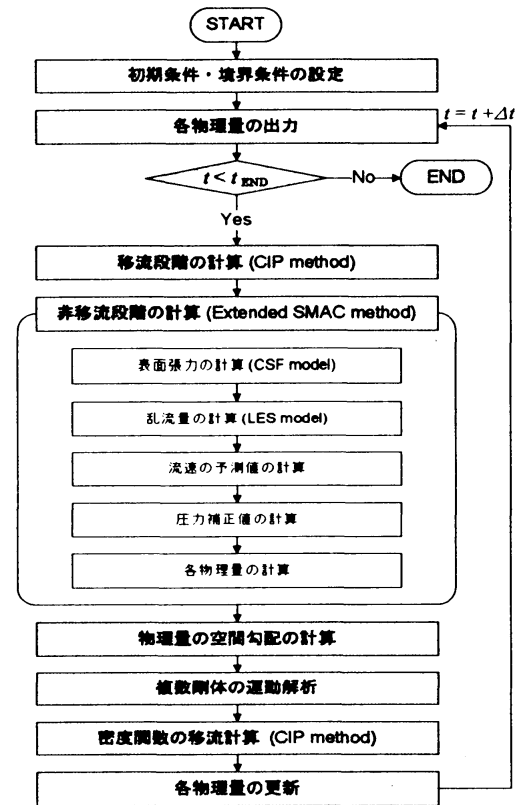 START
初期条件・境界条件の設定
各物理量の出力
t = t +Δt
t < t END
No
END
Yes
移流段階の計算 (CIP method)
非移流段階の計算 (Extended SMAC method)
表面張力の計算 (CSF model)
乱流量の計算 (LES model)
流速の予測値の計算
圧力補正値の計算
各物理量の計算
物理量の空間勾配の計算
複数剛体の運動解析
密度関数の移流計算 (CIP method)
各物理量の更新